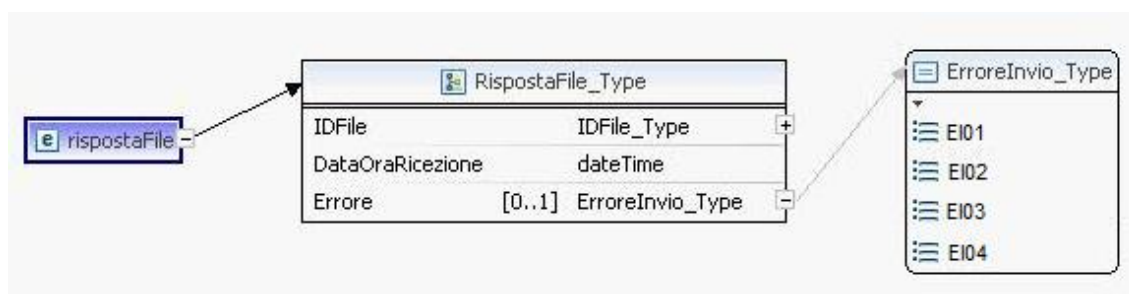 e rispostaFile
RispostaFile_Type
IDFile IDFile_Type
DataOraRicezione dateTime
Errore [0..1] ErroreInvio_Type
ErroreInvio_Type
EI01
EI02
EI03
EI04